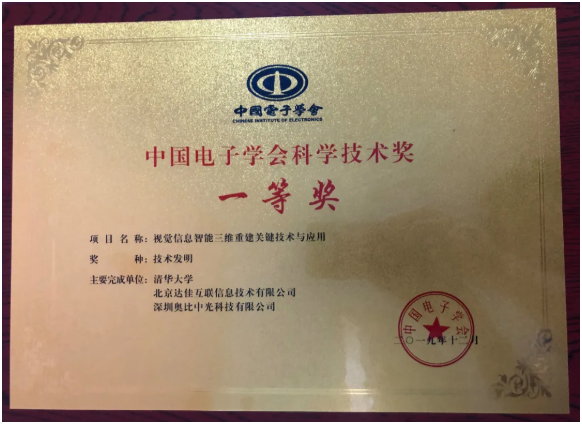 中國電子學會
CHINESE INSTITUTE OF ELECTRONICS
中国电子学会科学技术奖
一等奖
项目名称：视觉信息智能三维重建关键技术与应用
奖种：技术发明
主要完成单位：清华大学
北京达佳互联信息技术有限公司
深圳奥比中光科技有限公司
中国电子学会
二〇一九年十二月